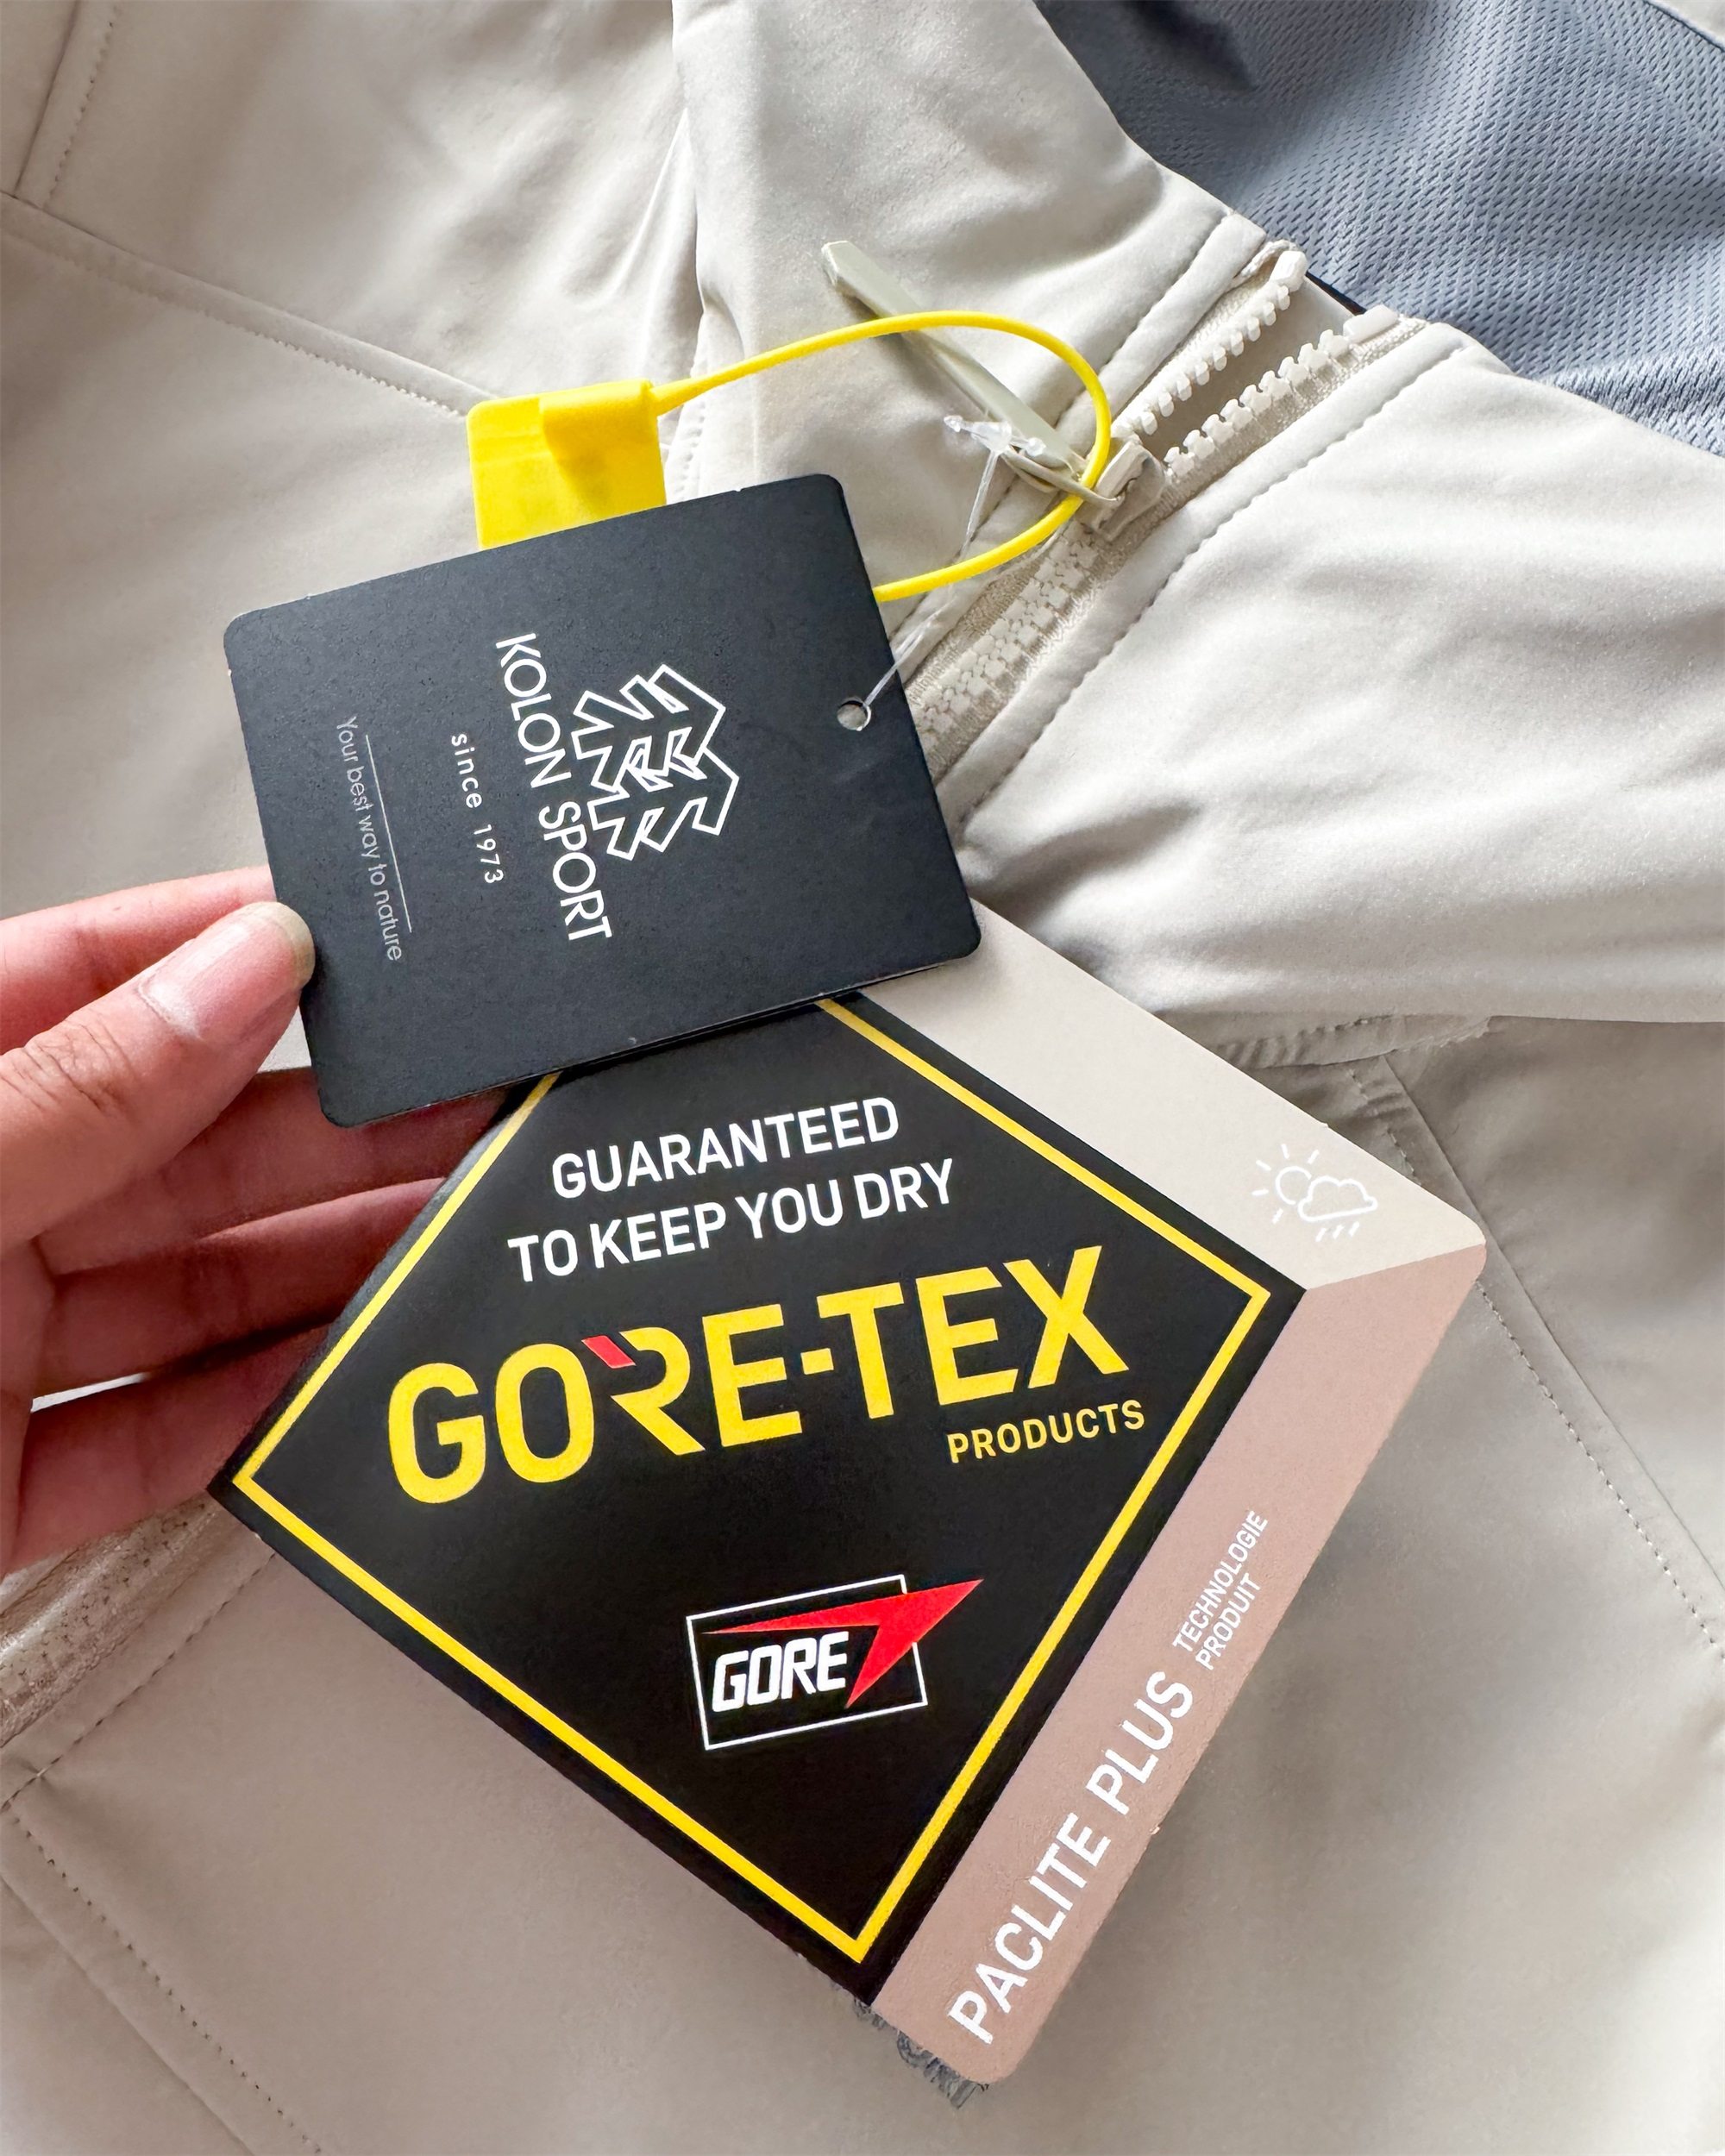 KOLON SPORT
since 1973
Your best way to nature
GUARANTEED
TO KEEP YOU DRY
GORE-TEX
PRODUCTS
GORE
PACLITE PLUS
TECHNOLOGIE
PRODUIT